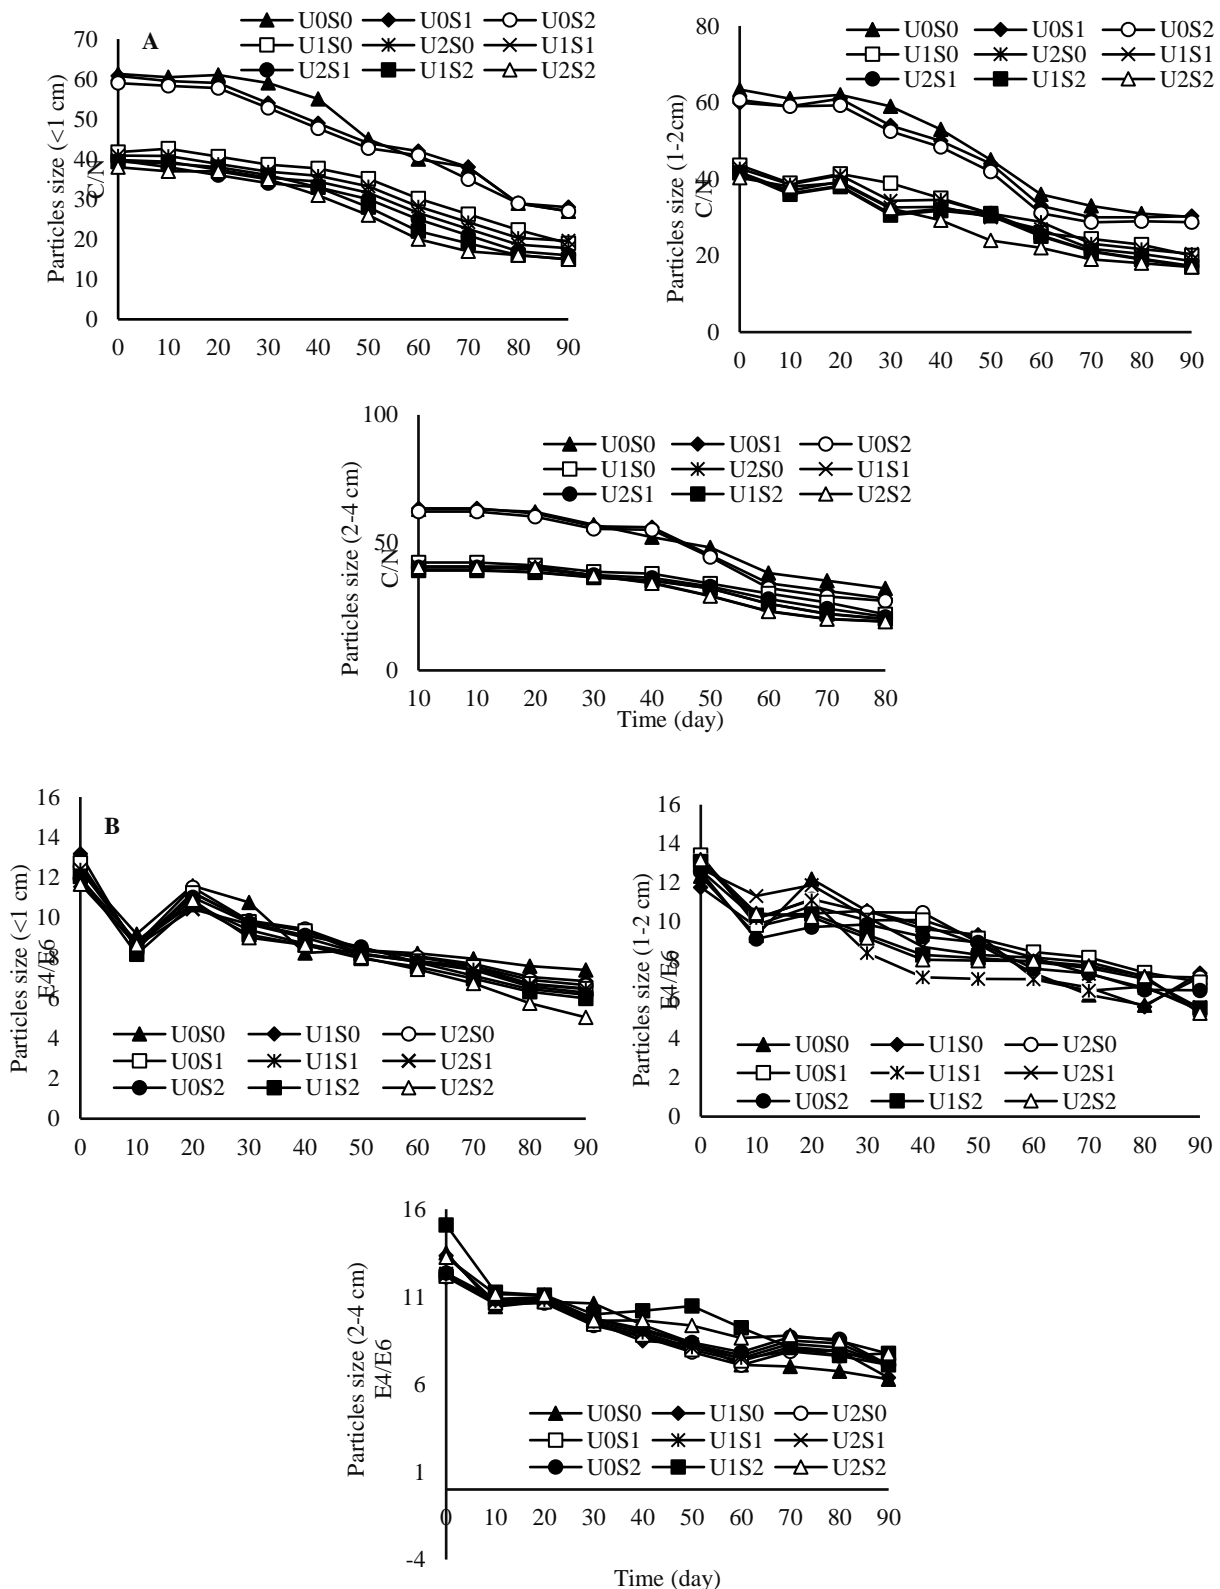 A
U0S0 U0S1 U0S2
U1S0 U2S0 U1S1
U2S1 U1S2 U2S2
Particles size (<1 cm)
C/N
70
60
50
40
30
20
10
0
0 10 20 30 40 50 60 70 80 90
U0S0 U0S1 U0S2
U1S0 U2S0 U1S1
U2S1 U1S2 U2S2
Particles size (1-2cm)
C/N
80
60
40
20
0
0 10 20 30 40 50 60 70 80 90
U0S0 U0S1 U0S2
U1S0 U2S0 U1S1
U2S1 U1S2 U2S2
Particles size (2-4 cm)
C/N
100
50
0
10 10 20 30 40 50 60 70 80
Time (day)
B
Particles size (<1 cm)
E4/E6
16
14
12
10
8
6
4
2
0
U0S0 U1S0 U2S0
U0S1 U1S1 U2S1
U0S2 U1S2 U2S2
0 10 20 30 40 50 60 70 80 90
Particles size (1-2 cm)
E4/E6
16
14
12
10
8
6
4
2
0
U0S0 U1S0 U2S0
U0S1 U1S1 U2S1
U0S2 U1S2 U2S2
0 10 20 30 40 50 60 70 80 90
Particles size (2-4 cm)
E4/E6
16
11
6
1
-4
U0S0 U1S0 U2S0
U0S1 U1S1 U2S1
U0S2 U1S2 U2S2
0 10 20 30 40 50 60 70 80 90
Time (day)